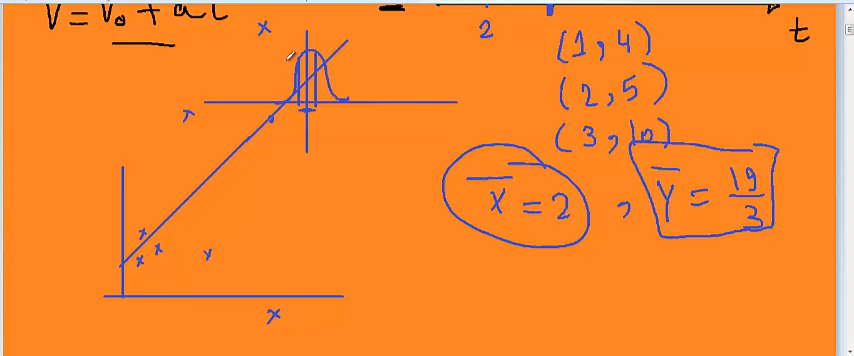 V = V₀ + at
2
t
(1, 4)
(2, 5)
(3, 10)
X̄ = 2 , Ȳ = 19/3
x